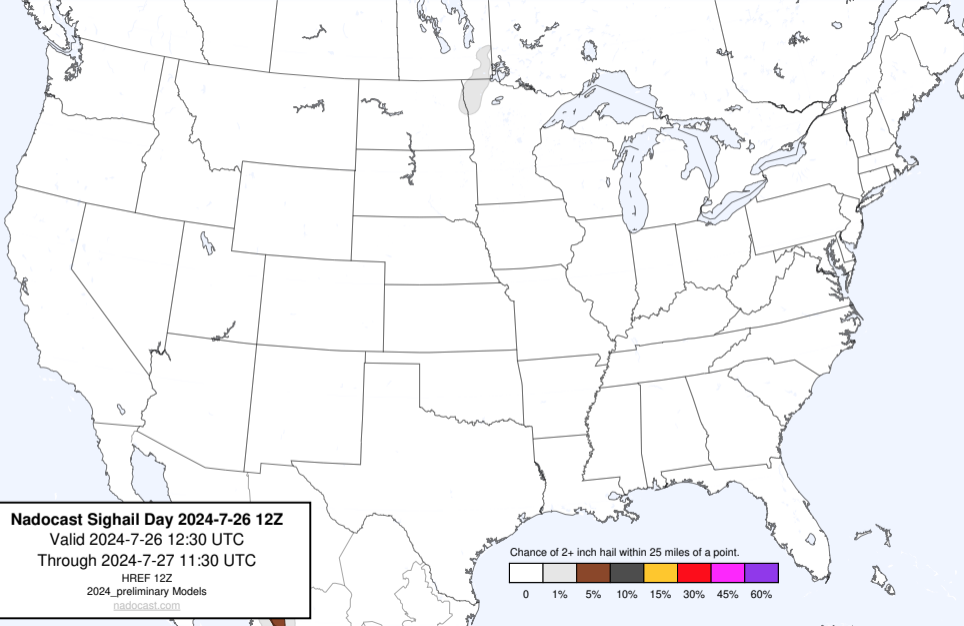 Nadocast Sighail Day 2024-7-26 12Z
Valid 2024-7-26 12:30 UTC
Through 2024-7-27 11:30 UTC
HREF 12Z
2024_preliminary Models
nadocast.com
Chance of 2+ inch hail within 25 miles of a point.
0 1% 5% 10% 15% 30% 45% 60%